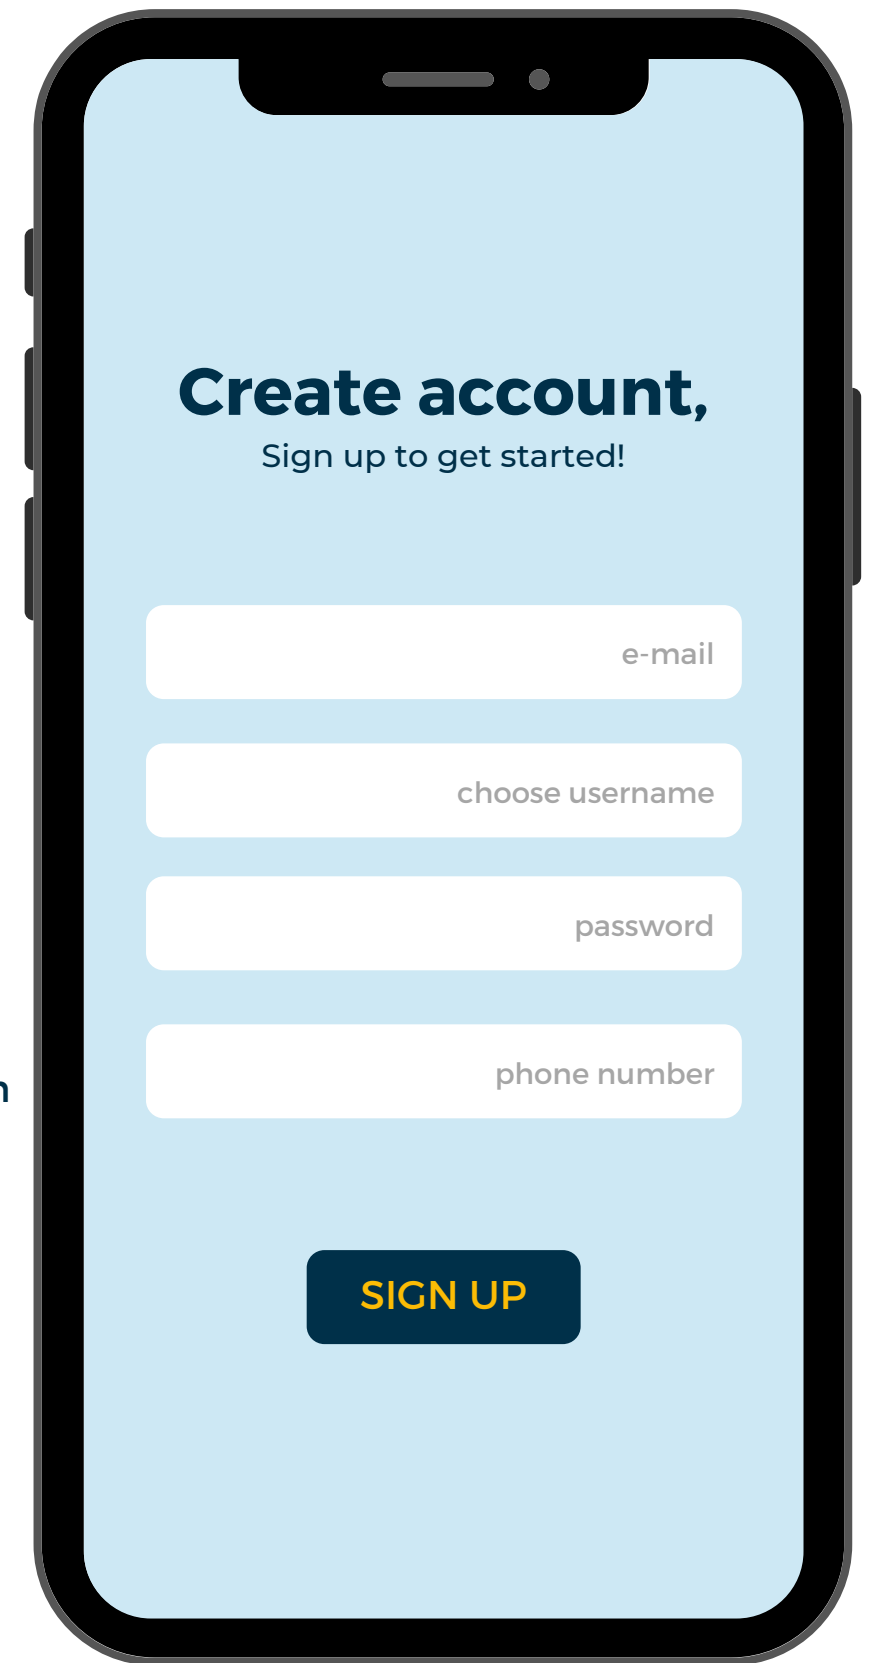 Create account,
Sign up to get started!
e-mail
choose username
password
phone number
SIGN UP